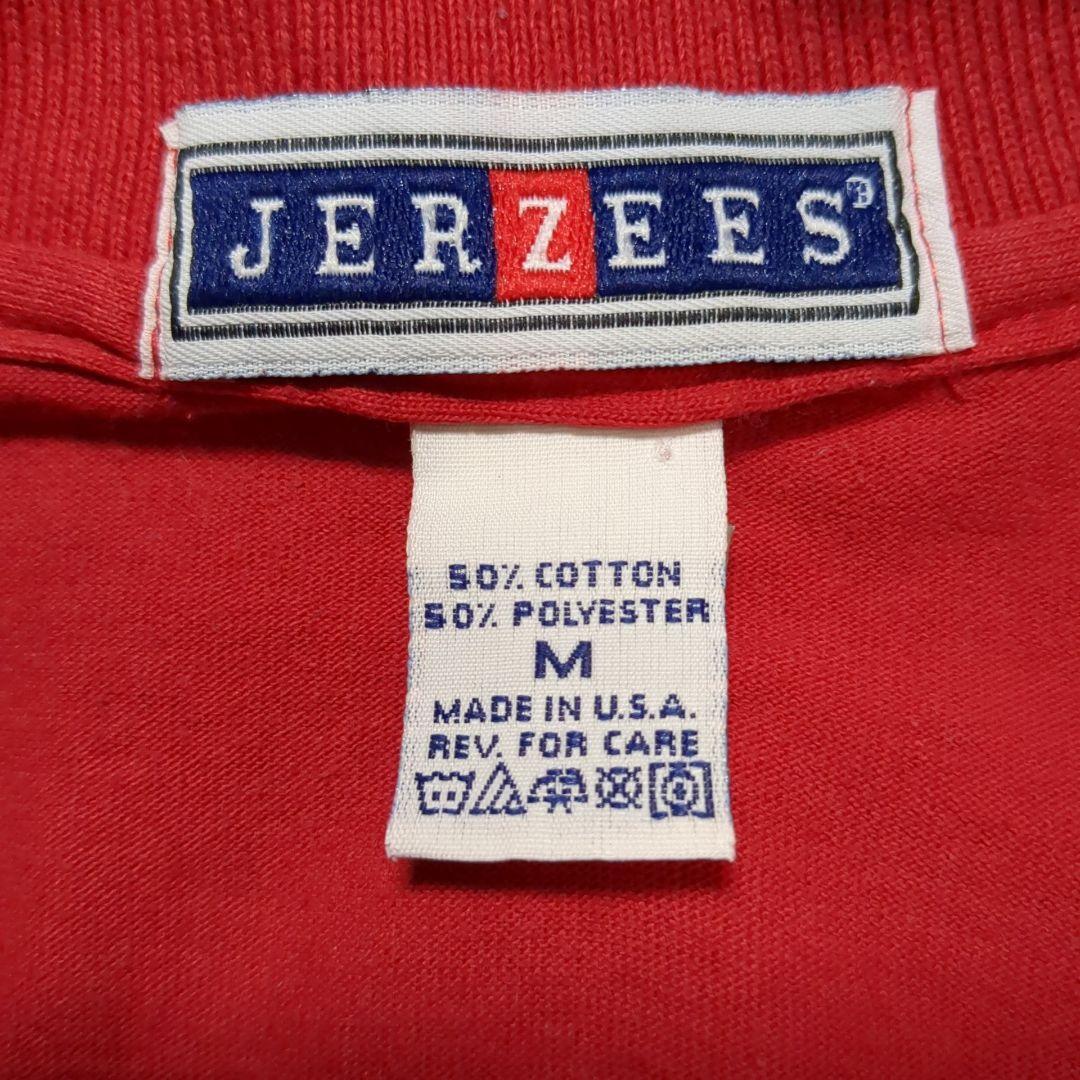 JERZEES®
50% COTTON
50% POLYESTER
M
MADE IN U.S.A.
REV. FOR CARE